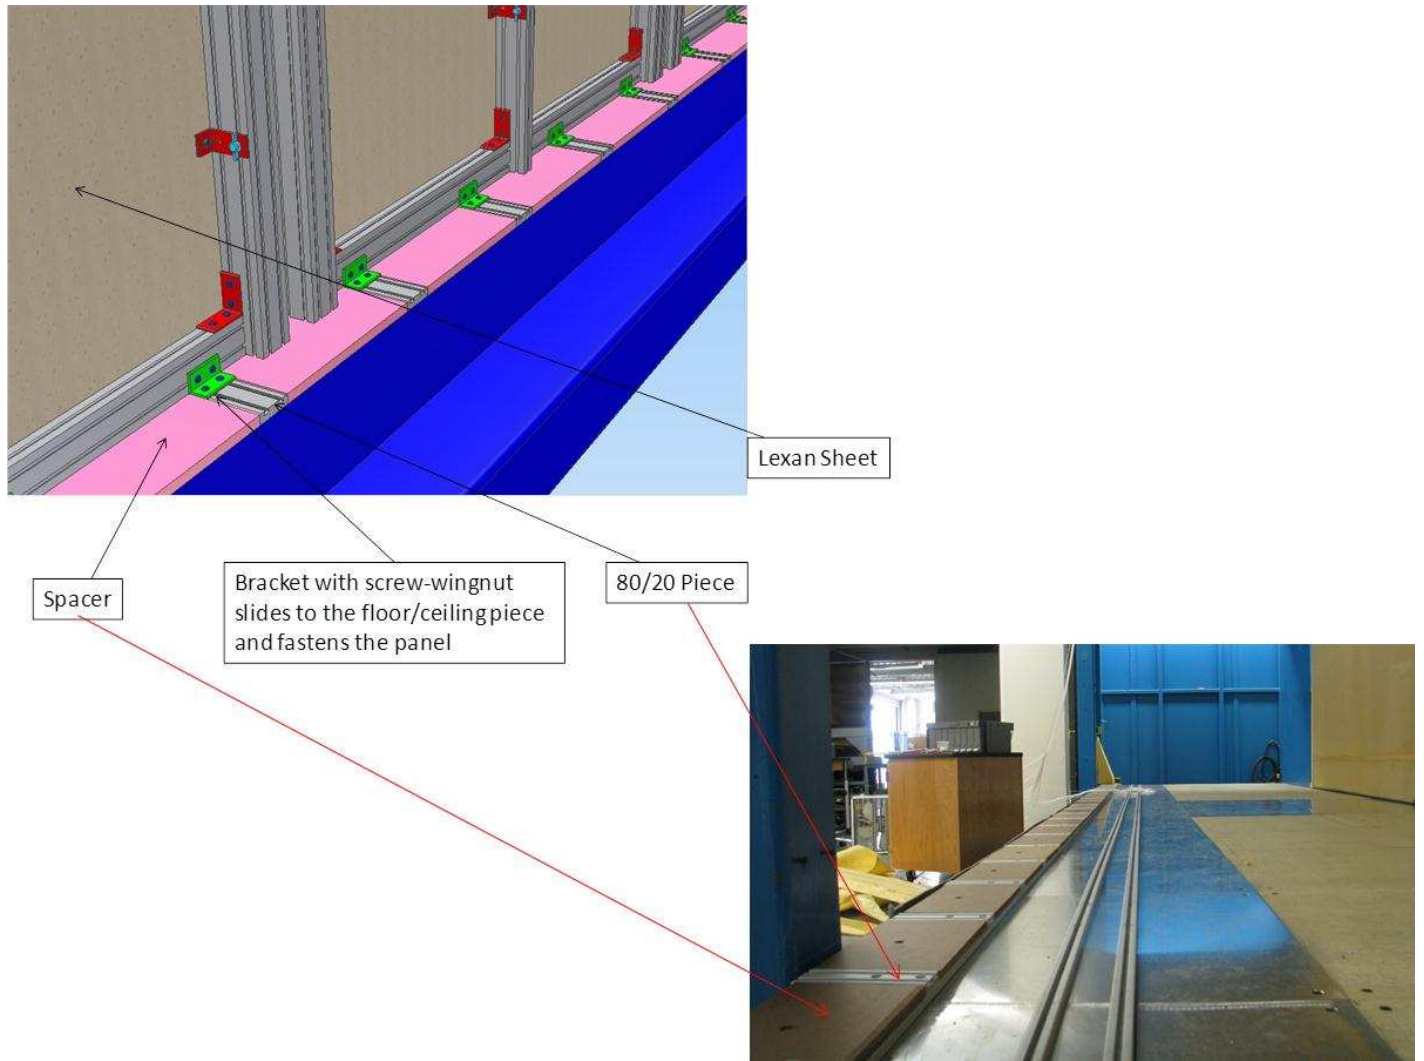 Lexan Sheet
Spacer
Bracket with screw-wingnut
slides to the floor/ceiling piece
and fastens the panel
80/20 Piece